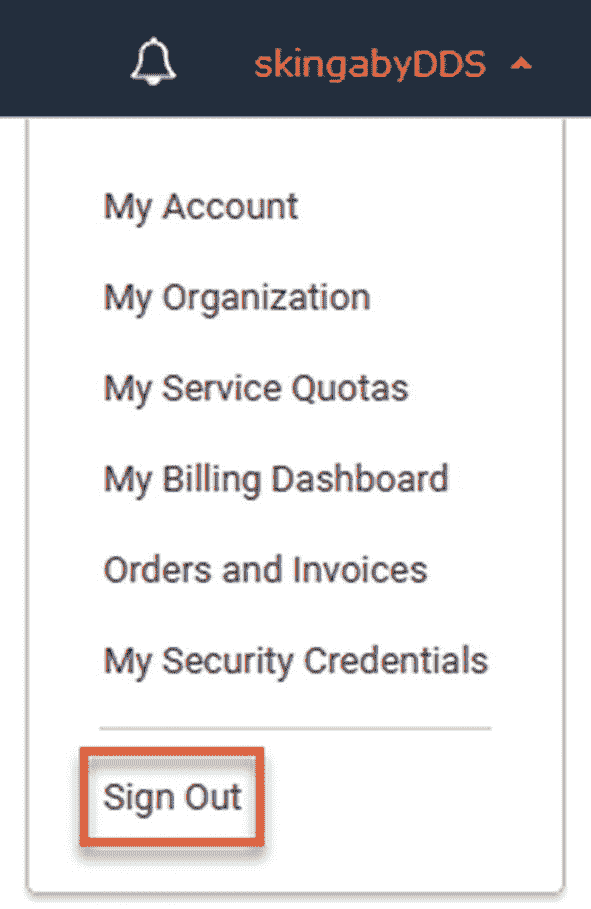 skingabyDDS
My Account
My Organization
My Service Quotas
My Billing Dashboard
Orders and Invoices
My Security Credentials
Sign Out